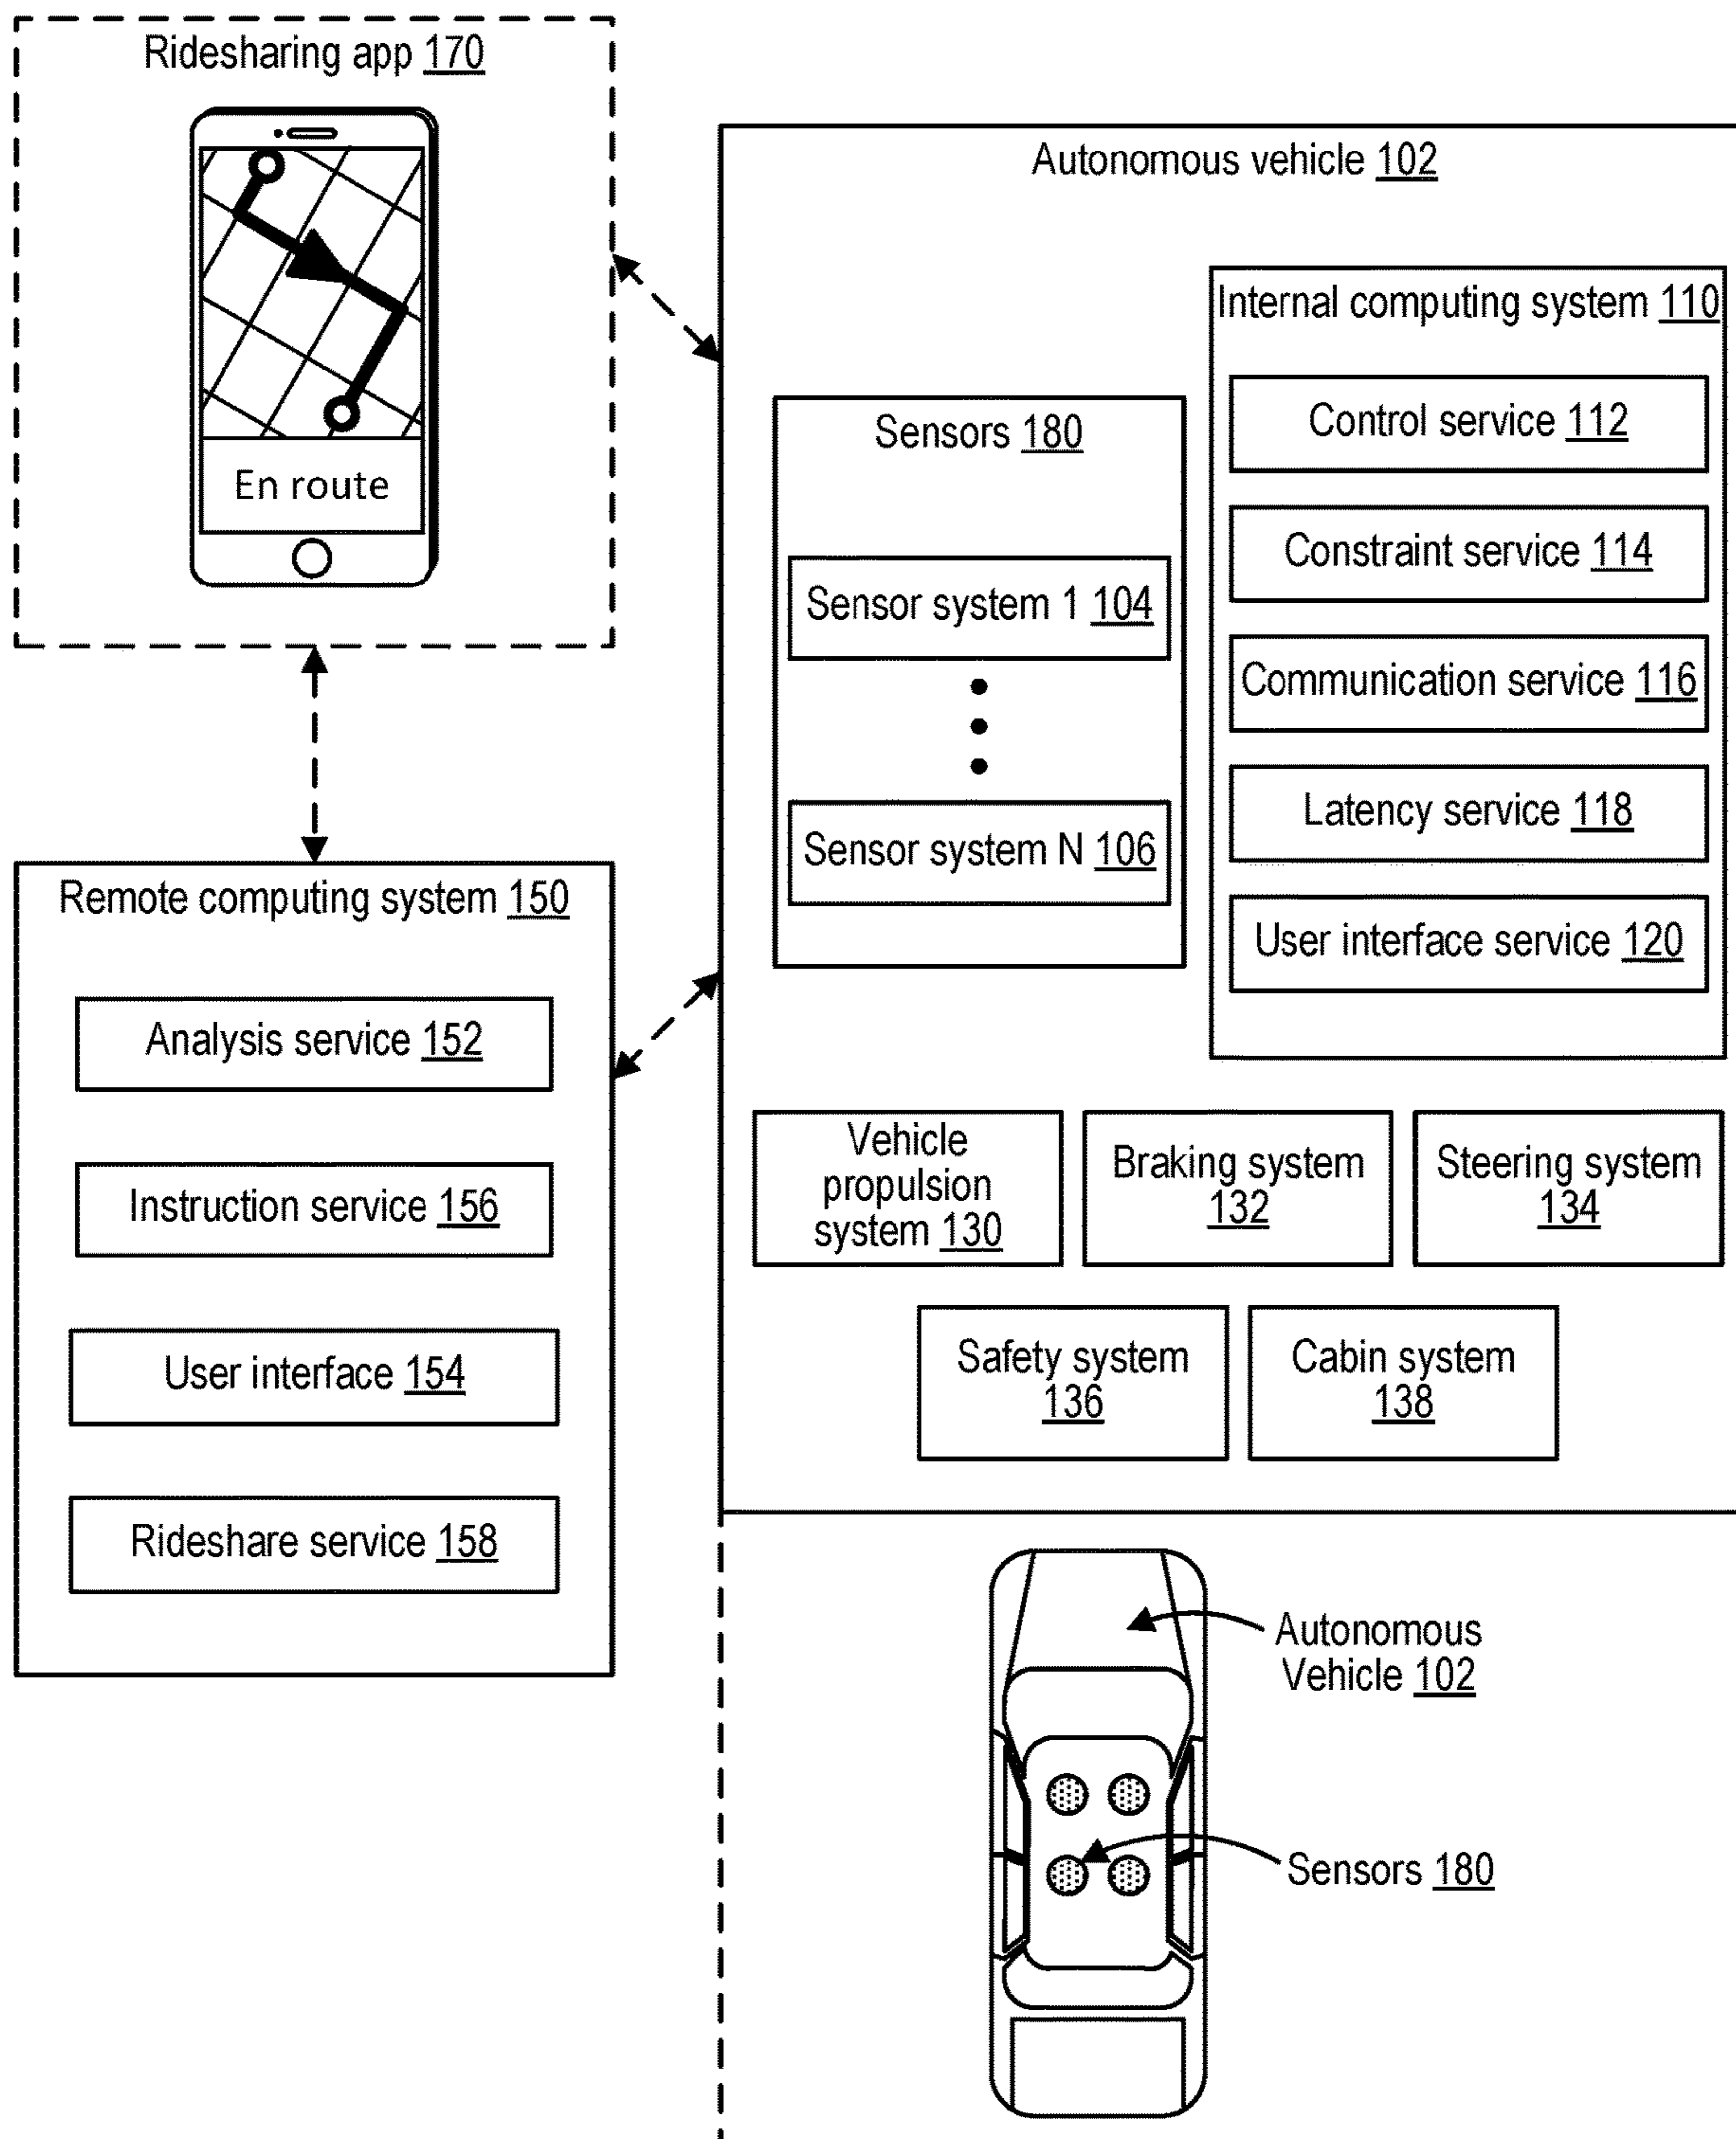 Ridesharing app 170
En route
Autonomous vehicle 102
Internal computing system 110
Control service 112
Constraint service 114
Communication service 116
Latency service 118
User interface service 120
Sensors 180
Sensor system 1 104
Sensor system N 106
Remote computing system 150
Analysis service 152
Instruction service 156
User interface 154
Rideshare service 158
Vehicle
propulsion
system 130
Braking system
132
Steering system
134
Safety system
136
Cabin system
138
Autonomous
Vehicle 102
Sensors 180